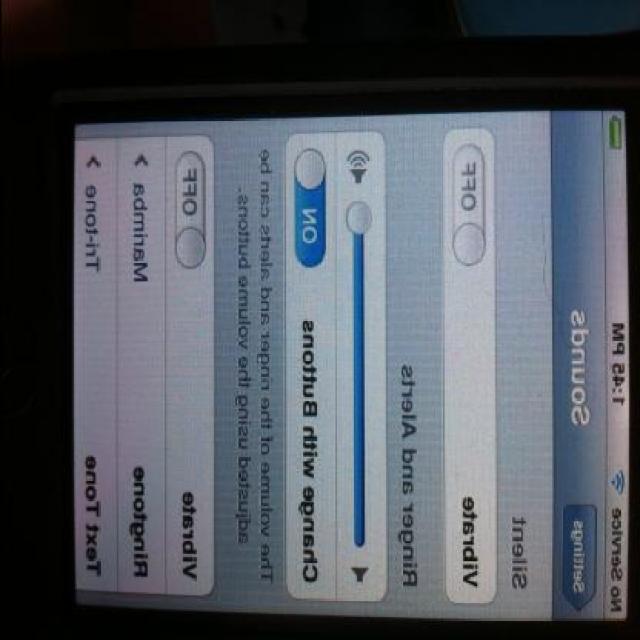 No Service 1:45 PM
Settings Sounds
Silent
Vibrate OFF
Ringer and Alerts
Change with Buttons ON
The volume of the ringer and alerts can be
adjusted using the volume buttons.
Vibrate OFF
Ringtone Marimba
Text Tone Tri-tone